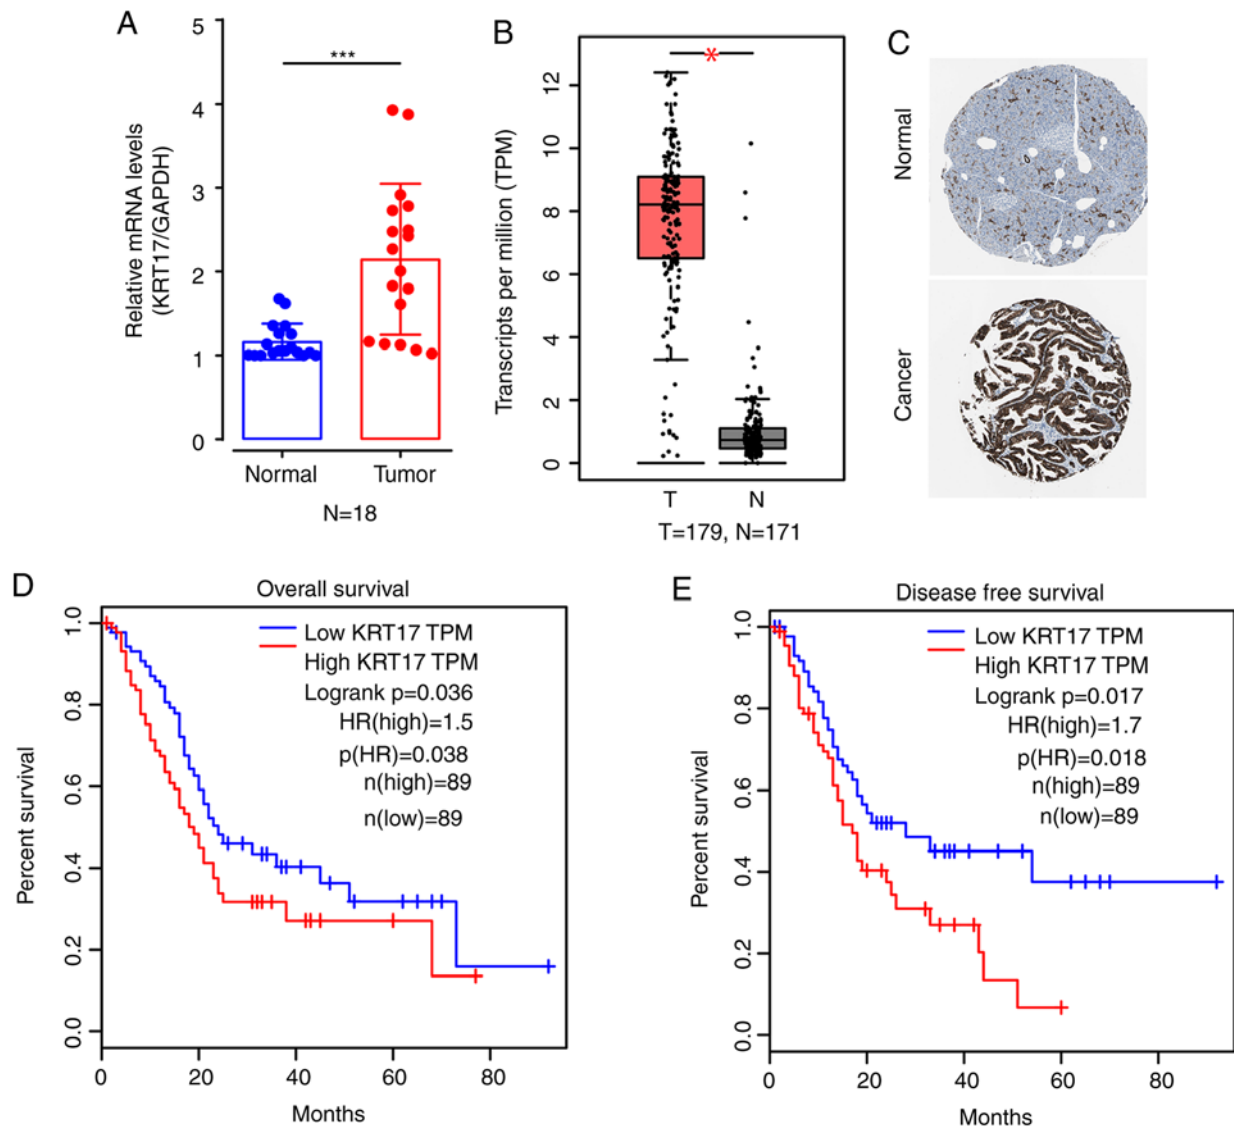 A
Relative mRNA levels
(KRT17/GAPDH)
5
4
3
2
1
0
***
Normal
Tumor
N=18
B
Transcripts per million (TPM)
12
10
8
6
4
2
0
*
T
N
T=179, N=171
C
Normal
Cancer
D
Overall survival
Percent survival
1.0
0.8
0.6
0.4
0.2
0.0
Low KRT17 TPM
High KRT17 TPM
Logrank p=0.036
HR(high)=1.5
p(HR)=0.038
n(high)=89
n(low)=89
0
20
40
60
80
Months
E
Disease free survival
Percent survival
1.0
0.8
0.6
0.4
0.2
0.0
Low KRT17 TPM
High KRT17 TPM
Logrank p=0.017
HR(high)=1.7
p(HR)=0.018
n(high)=89
n(low)=89
0
20
40
60
80
Months